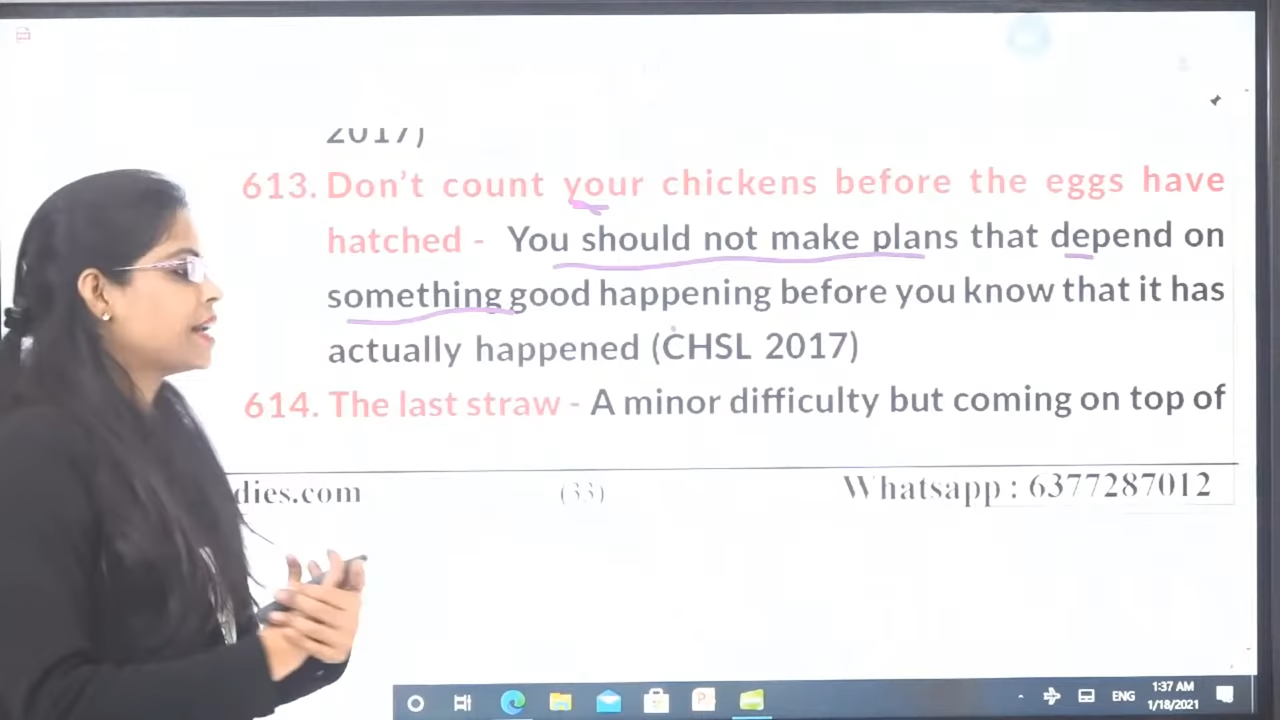 2017)
613. Don't count your chickens before the eggs have
hatched - You should not make plans that depend on
something good happening before you know that it has
actually happened (CHSL 2017)
614. The last straw - A minor difficulty but coming on top of
dies.com (33) Whatsapp : 6377287012
ENG 1:37 AM
1/18/2021